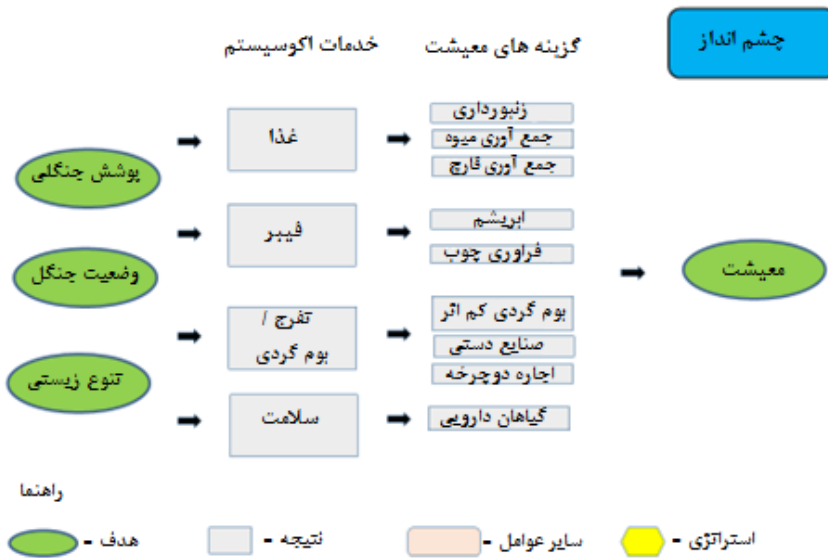 چشم انداز
گزینه های معیشت
خدمات اکوسیستم
زنبورداری
جمع آوری میوه
جمع آوری قارچ
غذا
پوشش جنگلی
ابریشم
فراوری چوب
فیبر
وضعیت جنگل
معیشت
بوم گردی کم اثر
صنایع دستی
اجاره دوچرخه
تفرج /
بوم گردی
تنوع زیستی
گیاهان دارویی
سلامت
راهنما
هدف -
نتیجه -
سایر عوامل -
استراتژی -